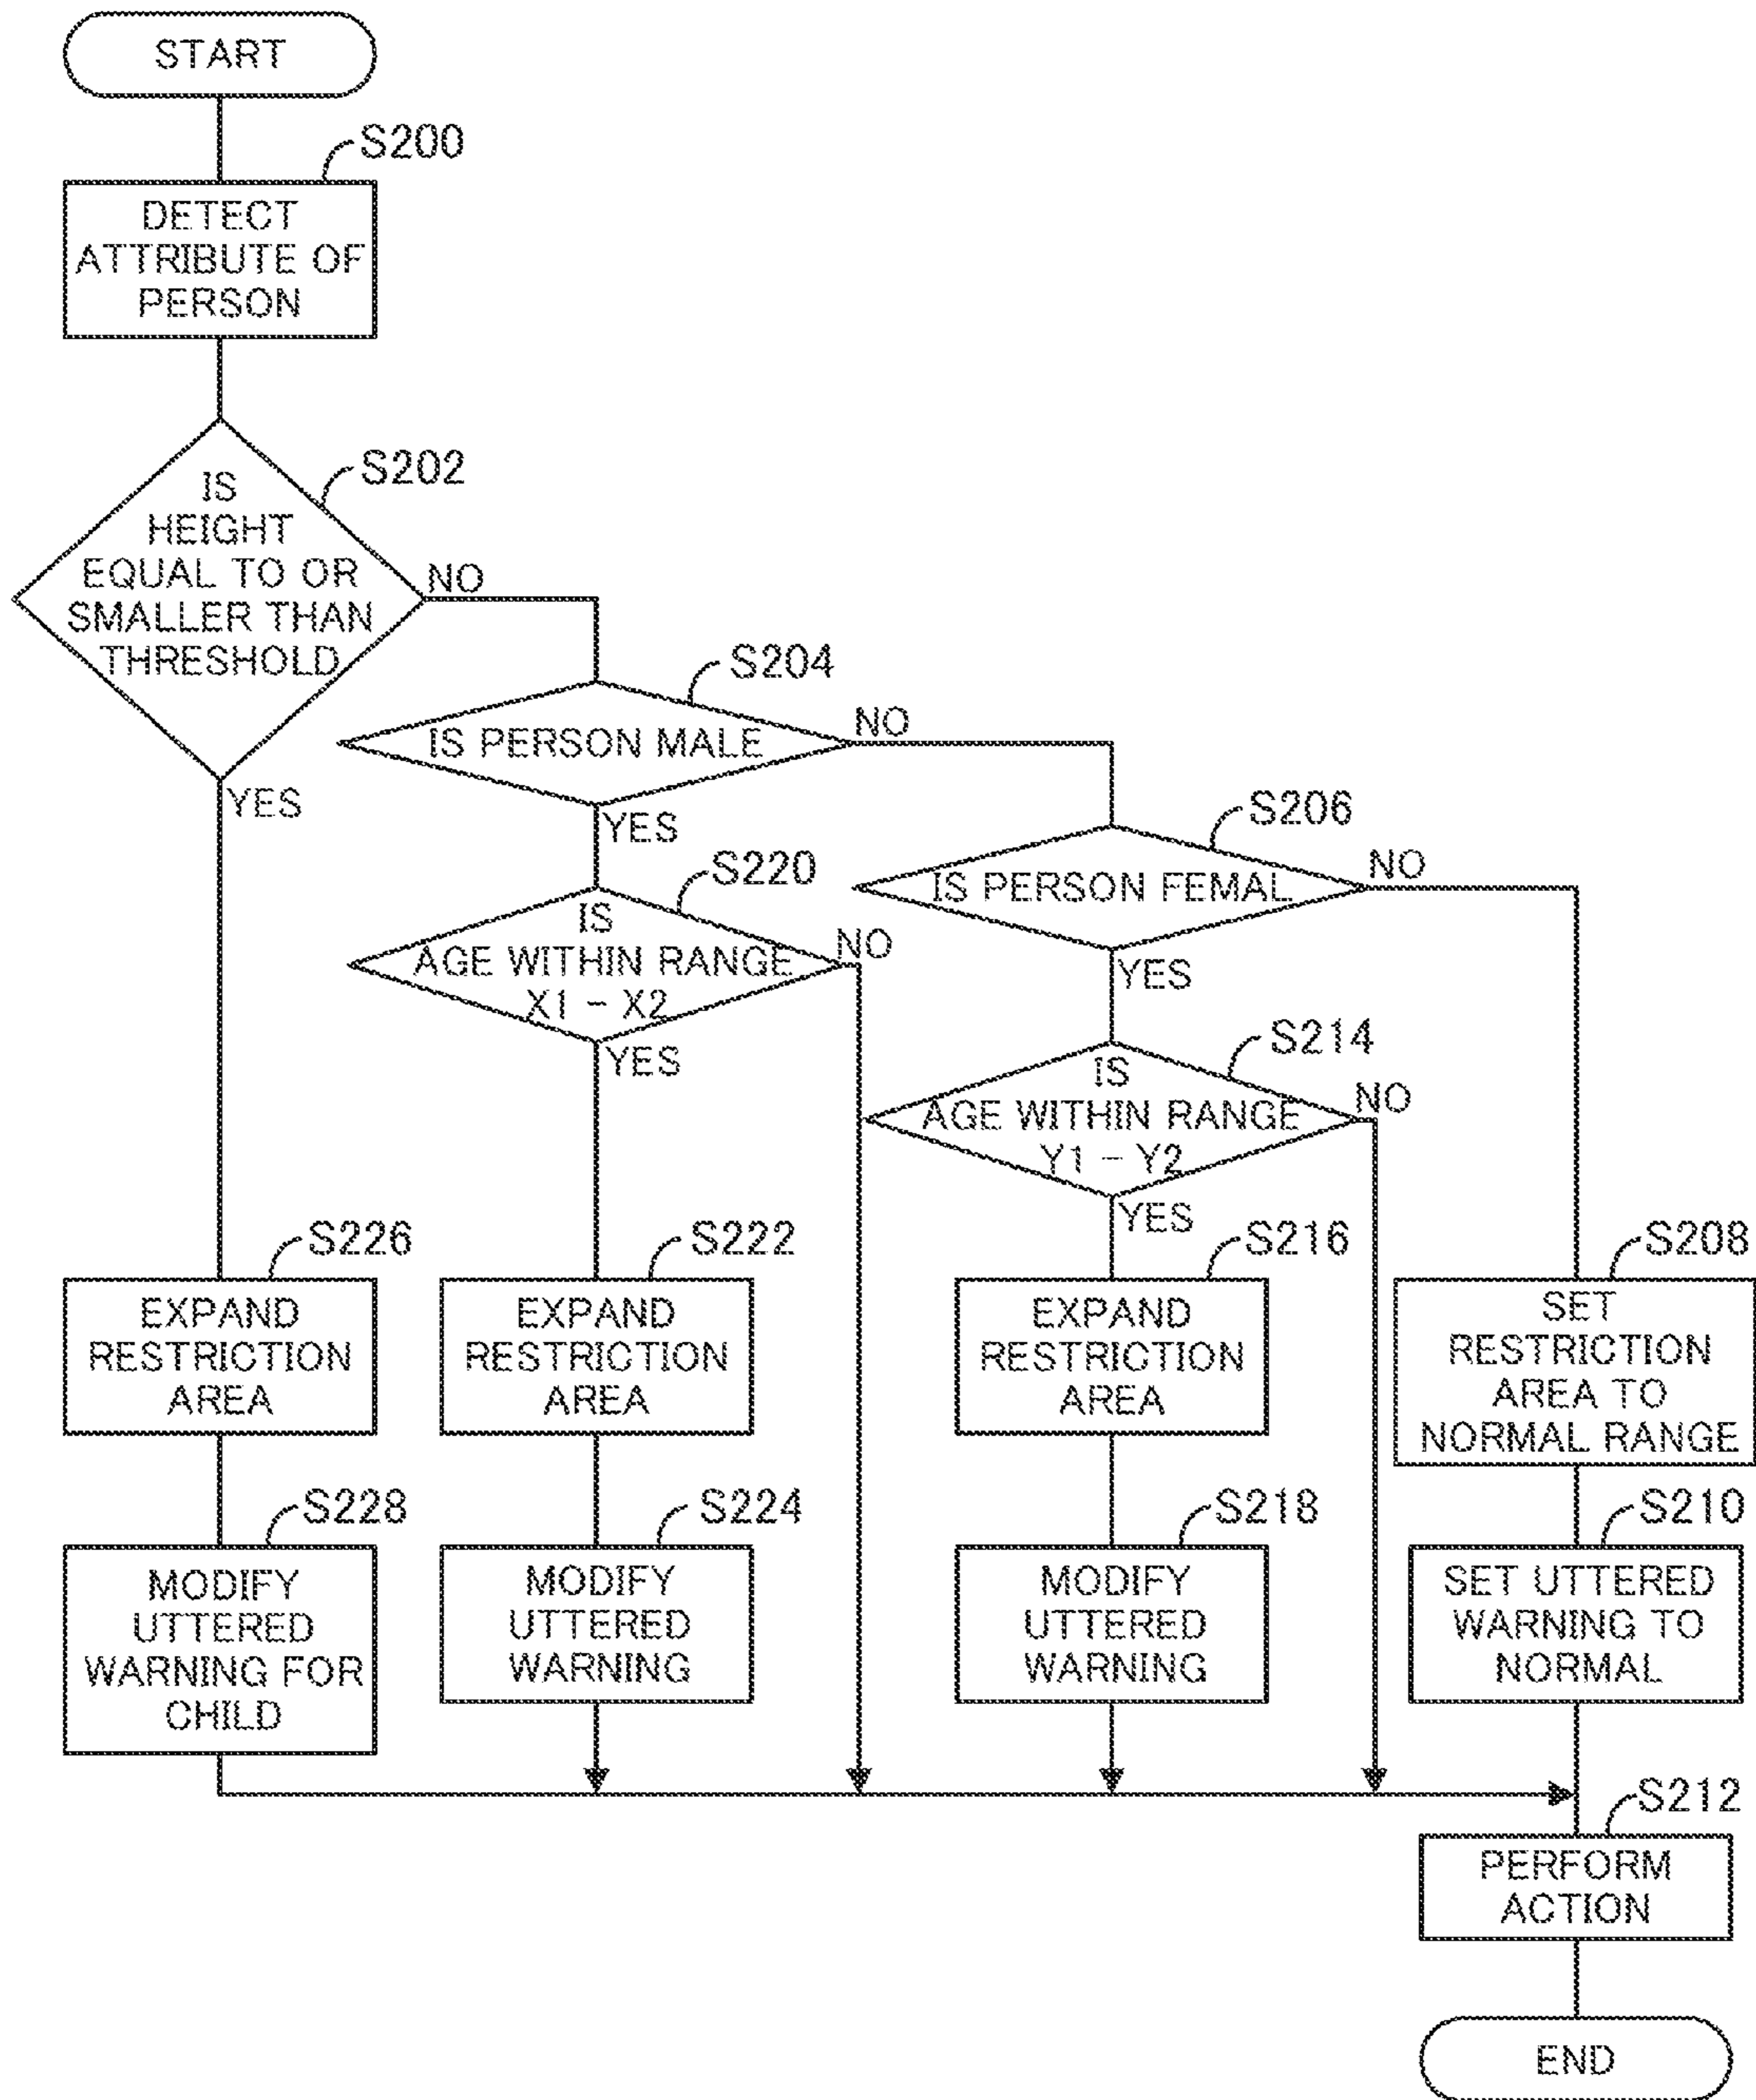 START
S200
DETECT
ATTRIBUTE OF
PERSON
S202
IS
HEIGHT
EQUAL TO OR
SMALLER THAN
THRESHOLD
NO
YES
S204
IS PERSON MALE
NO
YES
S206
IS PERSON FEMAL
NO
YES
S220
IS
AGE WITHIN RANGE
X1 - X2
NO
YES
S214
IS
AGE WITHIN RANGE
Y1 - Y2
NO
YES
S226
EXPAND
RESTRICTION
AREA
S222
EXPAND
RESTRICTION
AREA
S216
EXPAND
RESTRICTION
AREA
S208
SET
RESTRICTION
AREA TO
NORMAL RANGE
S228
MODIFY
UTTERED
WARNING FOR
CHILD
S224
MODIFY
UTTERED
WARNING
S218
MODIFY
UTTERED
WARNING
S210
SET UTTERED
WARNING TO
NORMAL
S212
PERFORM
ACTION
END